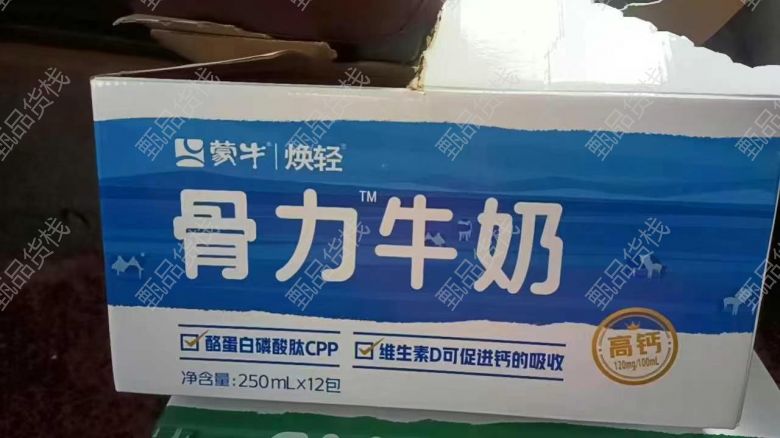 蒙牛 | 焕轻®
骨力™牛奶
酪蛋白磷酸肽CPP
维生素D可促进钙的吸收
净含量:250mL×12包
高钙
120mg/100mL
甄品货栈